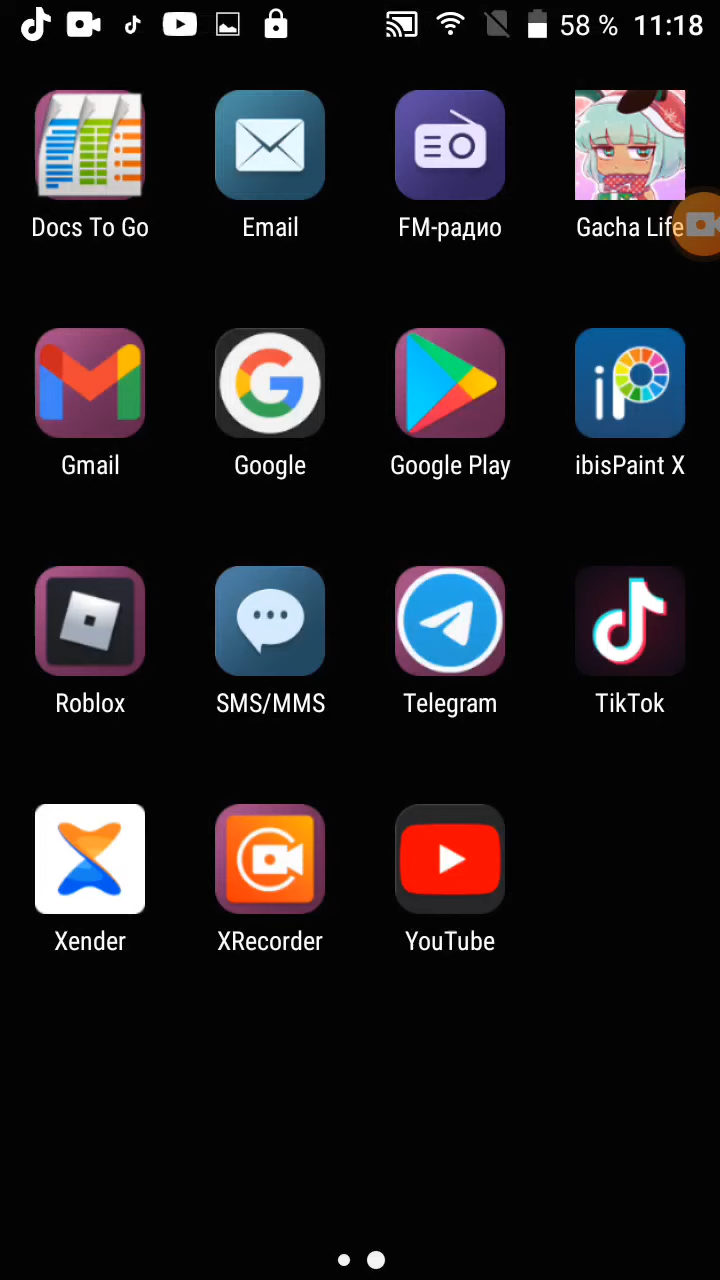 58 % 11:18
Docs To Go Email FM-радио Gacha Life
Gmail Google Google Play ibisPaint X
Roblox SMS/MMS Telegram TikTok
Xender XRecorder YouTube